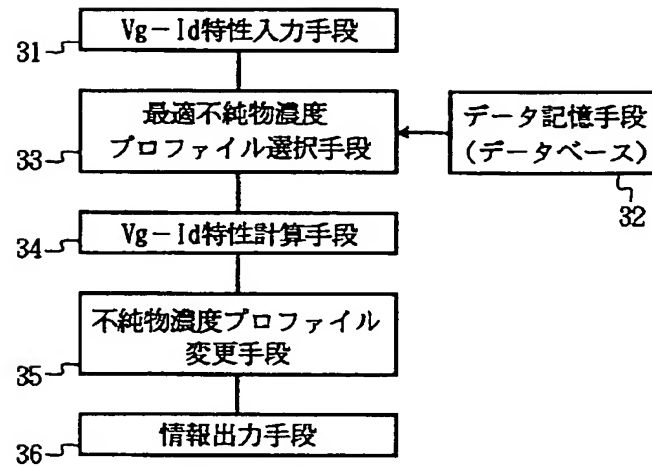 Vg-Id特性入力手段
31
最適不純物濃度
プロファイル選択手段
33
データ記憶手段
(データベース)
32
Vg-Id特性計算手段
34
不純物濃度プロファイル
変更手段
35
情報出力手段
36